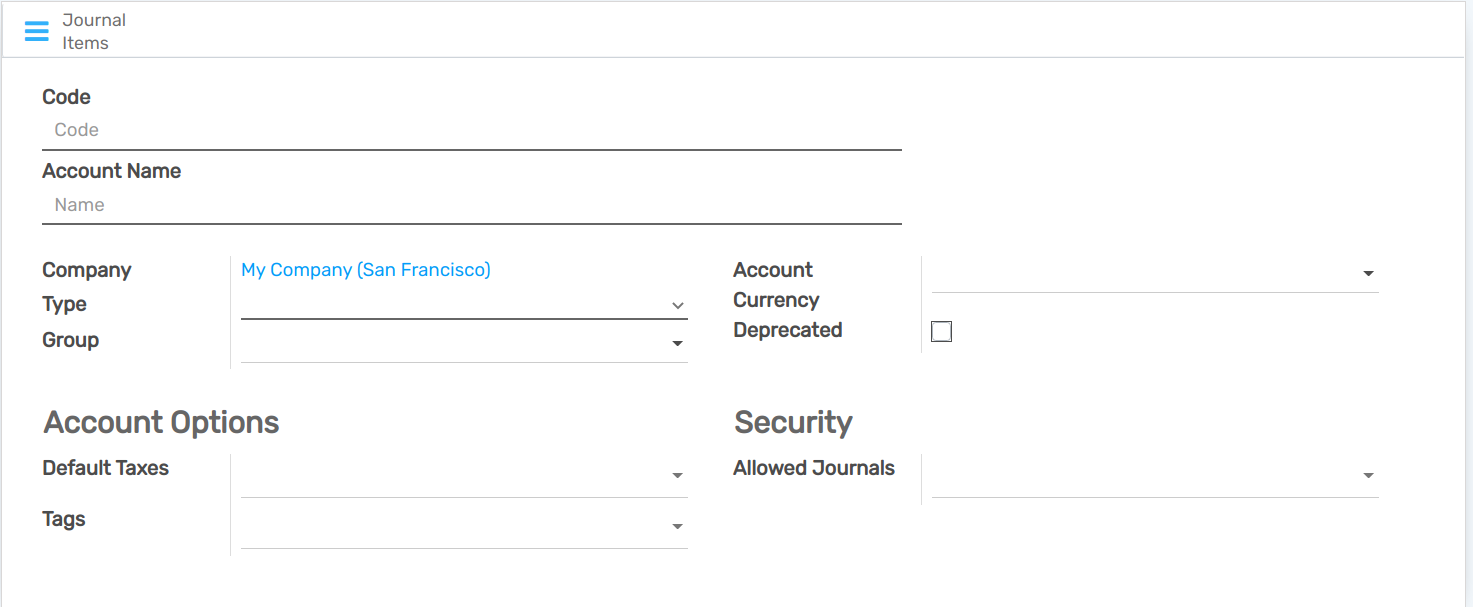 Journal
Items
Code
Code
Account Name
Name
Company
My Company (San Francisco)
Type
Group
Account
Currency
Deprecated
Account Options
Default Taxes
Tags
Security
Allowed Journals